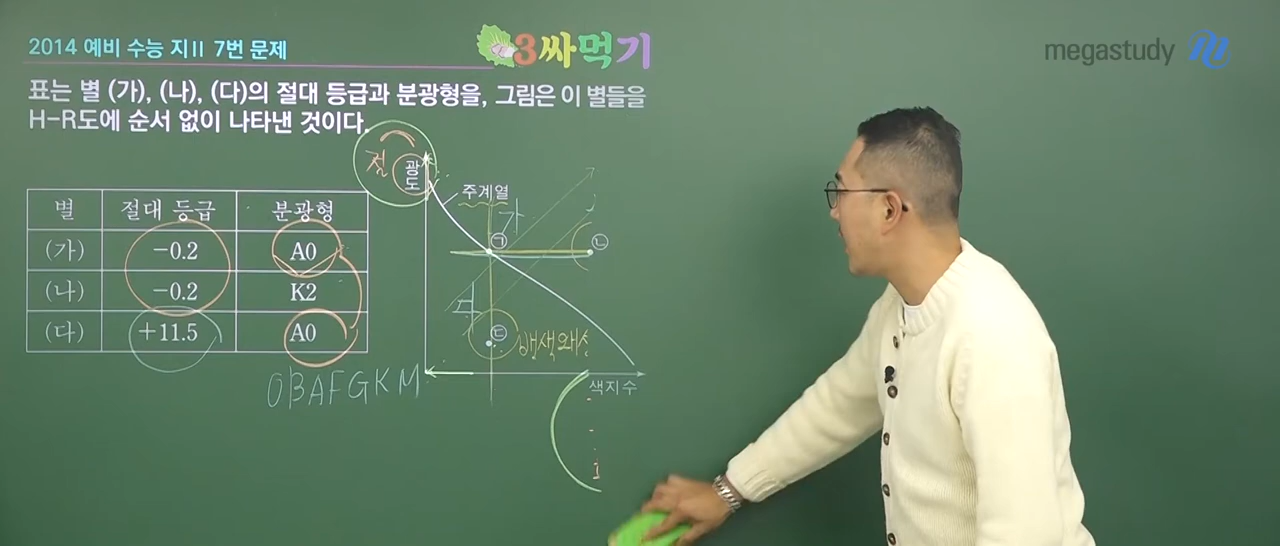 2014 예비 수능 지II 7번 문제
3싸먹기
megastudy
표는 별 (가), (나), (다)의 절대 등급과 분광형을, 그림은 이 별들을
H-R도에 순서 없이 나타낸 것이다.
절
광도
주계열
가
별 절대 등급 분광형
(가) -0.2 A0
(나) -0.2 K2
(다) +11.5 A0
㉠
㉡
㉢
백색왜성
색지수
OBAFGKM